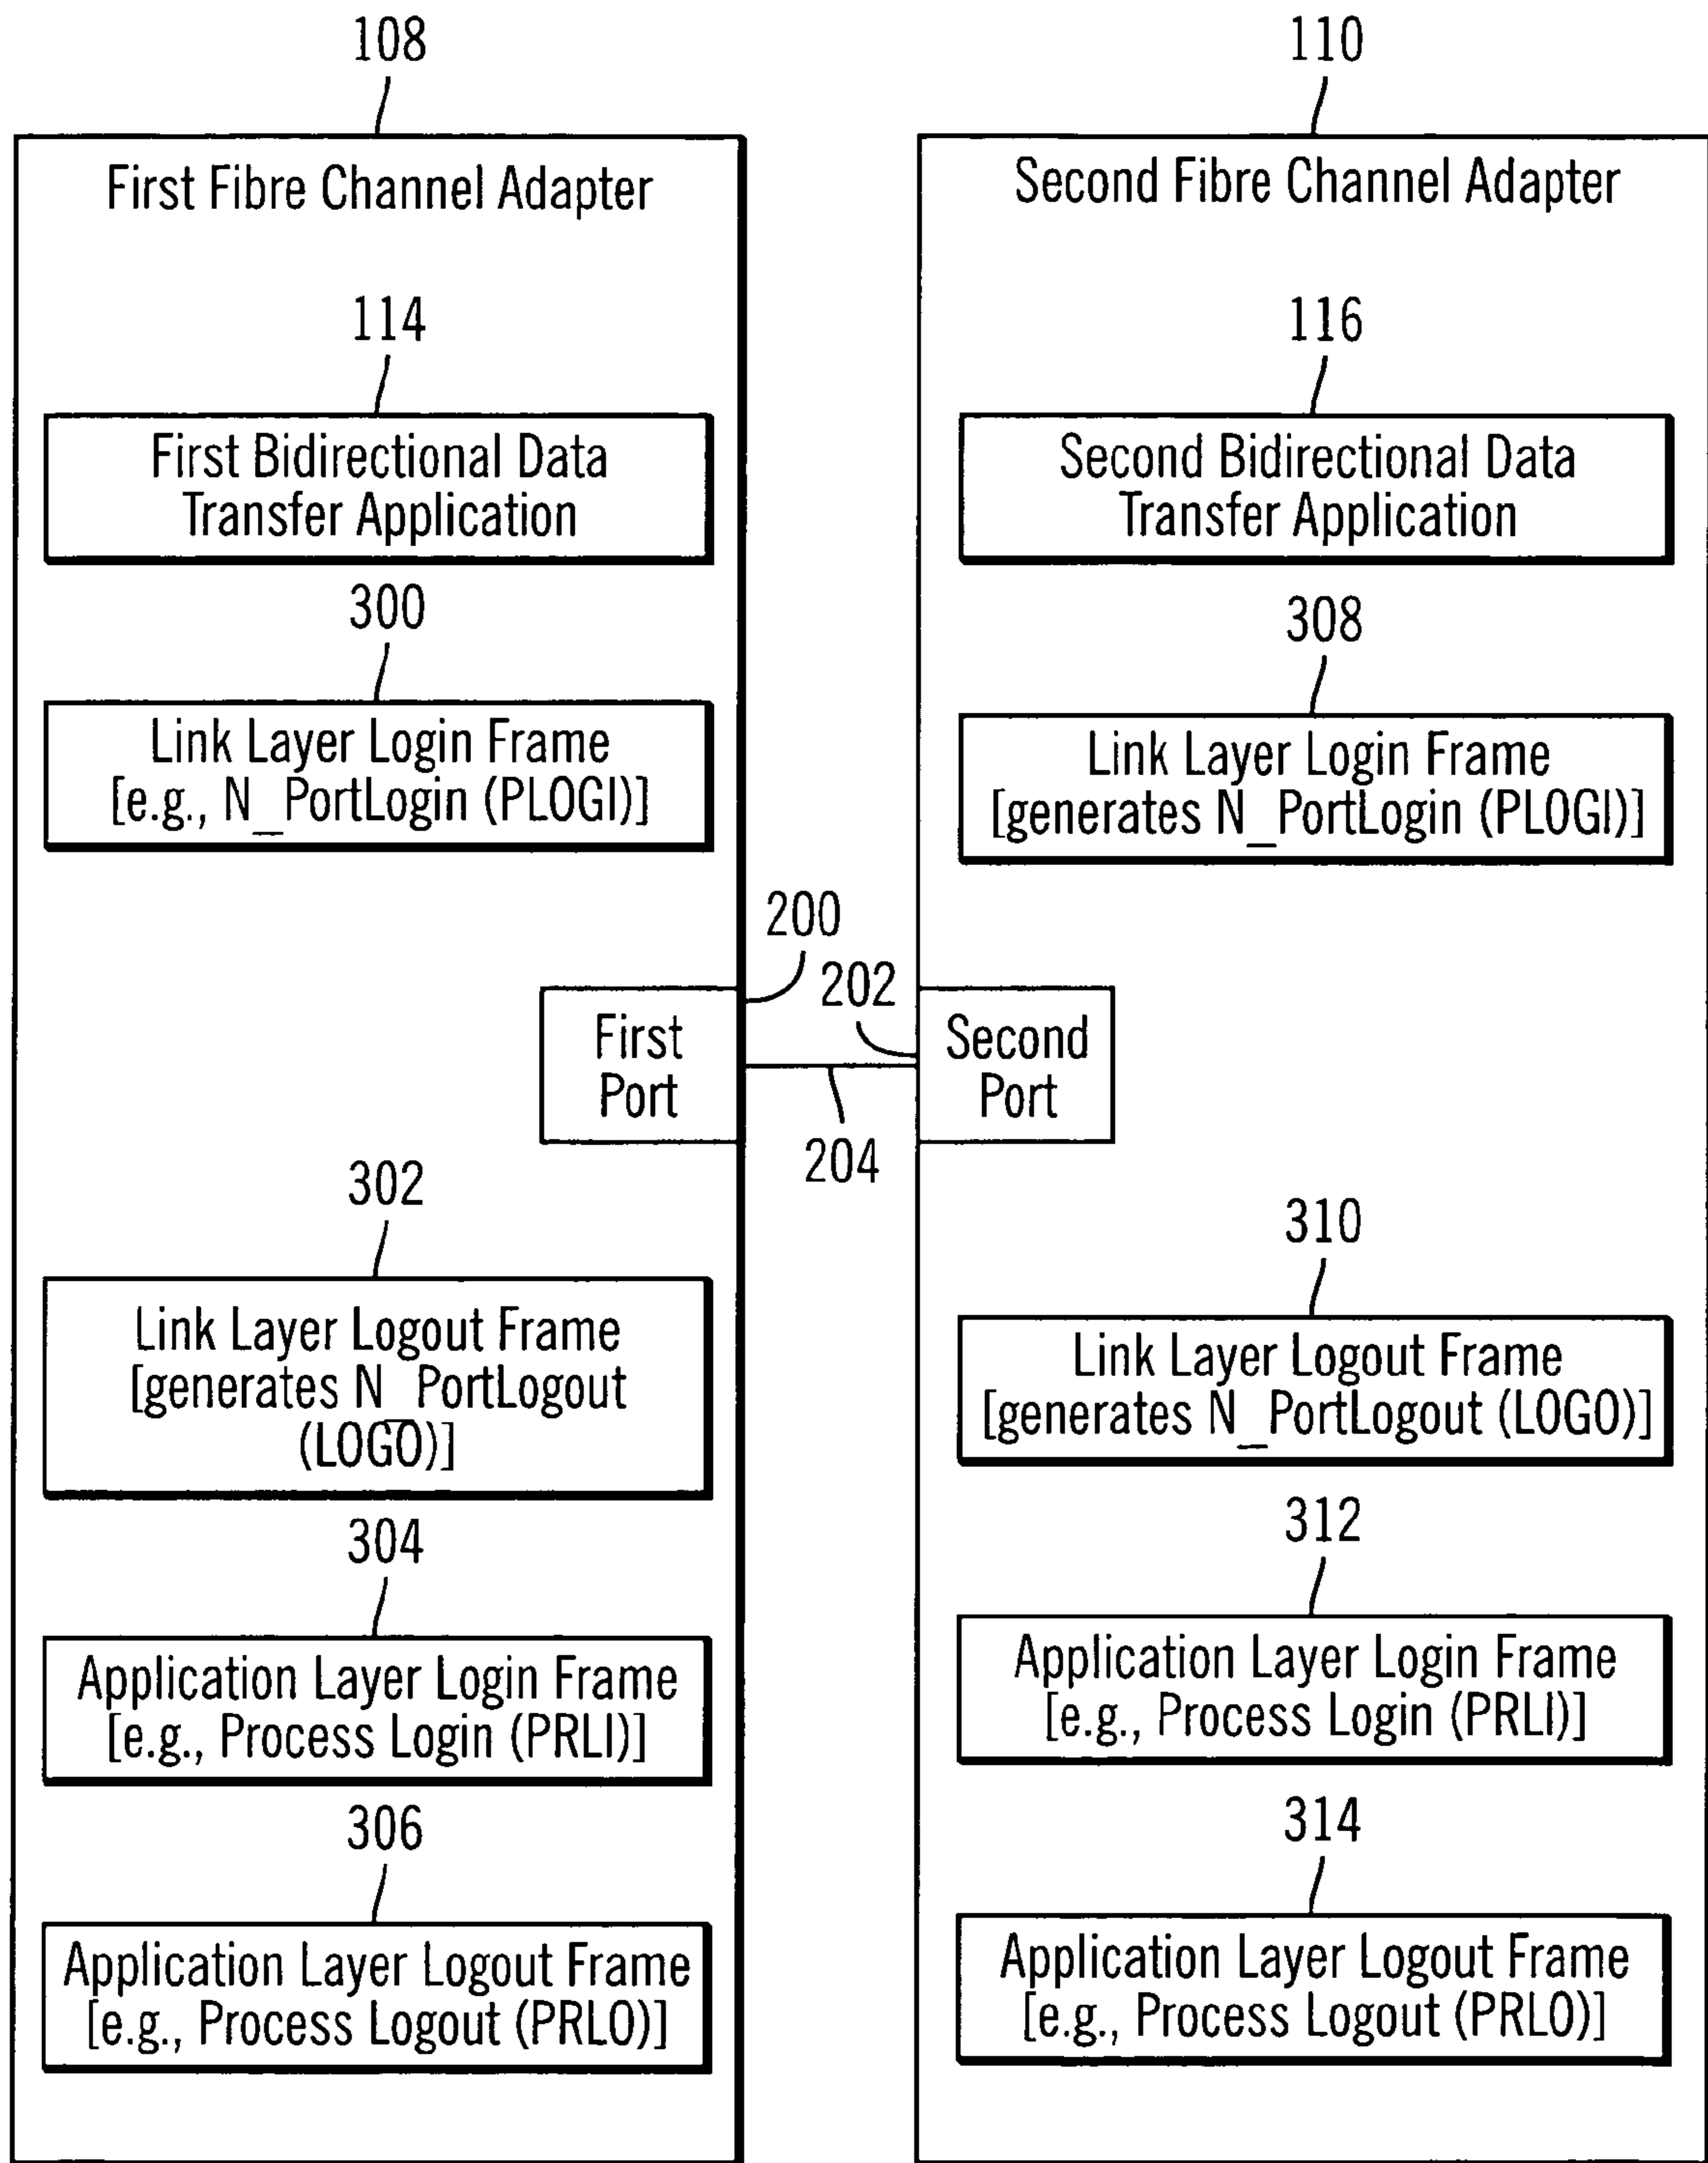 108
First Fibre Channel Adapter
114
First Bidirectional Data
Transfer Application
300
Link Layer Login Frame
[e.g., N_PortLogin (PLOGI)]
200
First
Port
302
Link Layer Logout Frame
[generates N_PortLogout
(LOGO)]
304
Application Layer Login Frame
[e.g., Process Login (PRLI)]
306
Application Layer Logout Frame
[e.g., Process Logout (PRLO)]
204
110
Second Fibre Channel Adapter
116
Second Bidirectional Data
Transfer Application
308
Link Layer Login Frame
[generates N_PortLogin (PLOGI)]
202
Second
Port
310
Link Layer Logout Frame
[generates N_PortLogout (LOGO)]
312
Application Layer Login Frame
[e.g., Process Login (PRLI)]
314
Application Layer Logout Frame
[e.g., Process Logout (PRLO)]